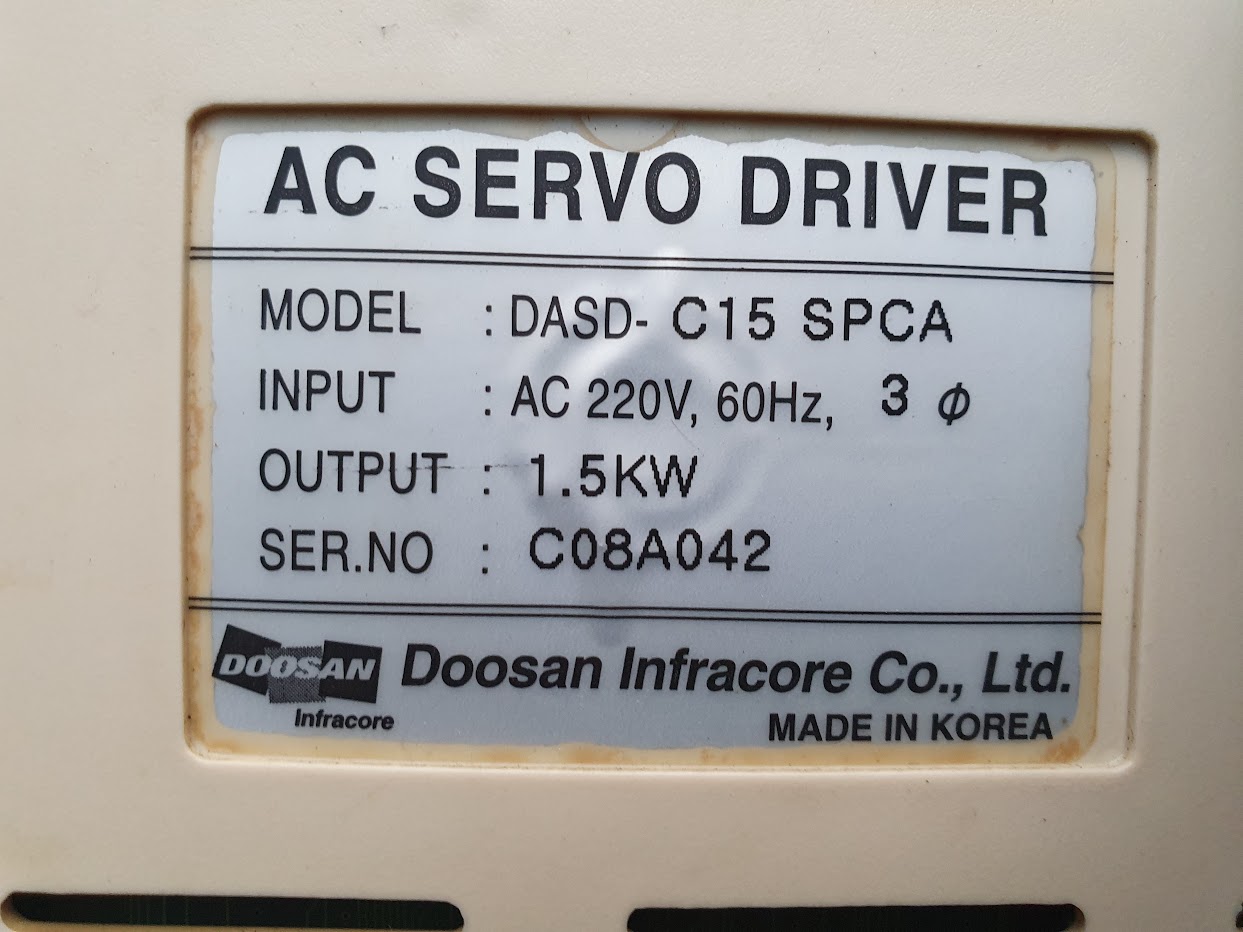 AC SERVO DRIVER
MODEL : DASD- C15 SPCA
INPUT : AC 220V, 60Hz, 3 ϕ
OUTPUT : 1.5KW
SER.NO : C08A042
DOOSAN Doosan Infracore Co., Ltd.
Infracore
MADE IN KOREA